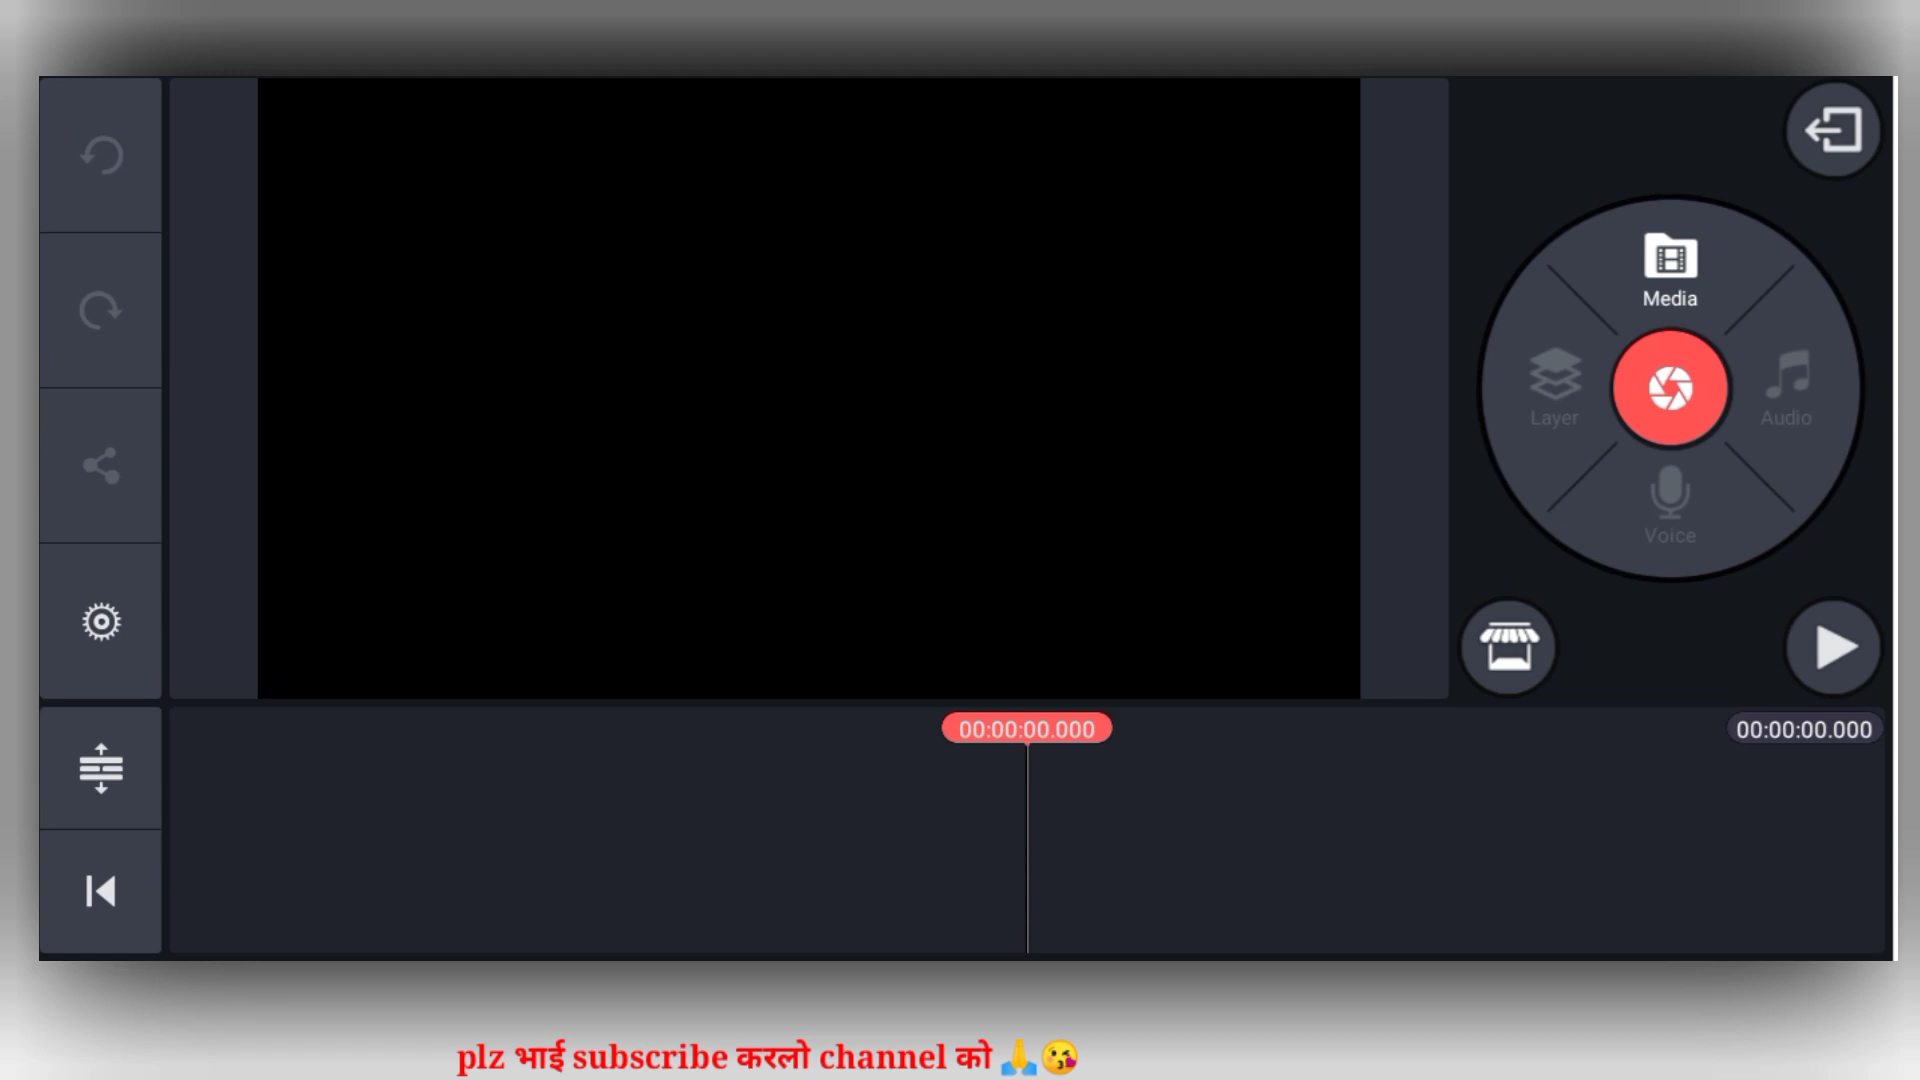 Media
Layer
Audio
Voice
00:00:00.000
00:00:00.000
plz भाई subscribe करलो channel को 🙏😘